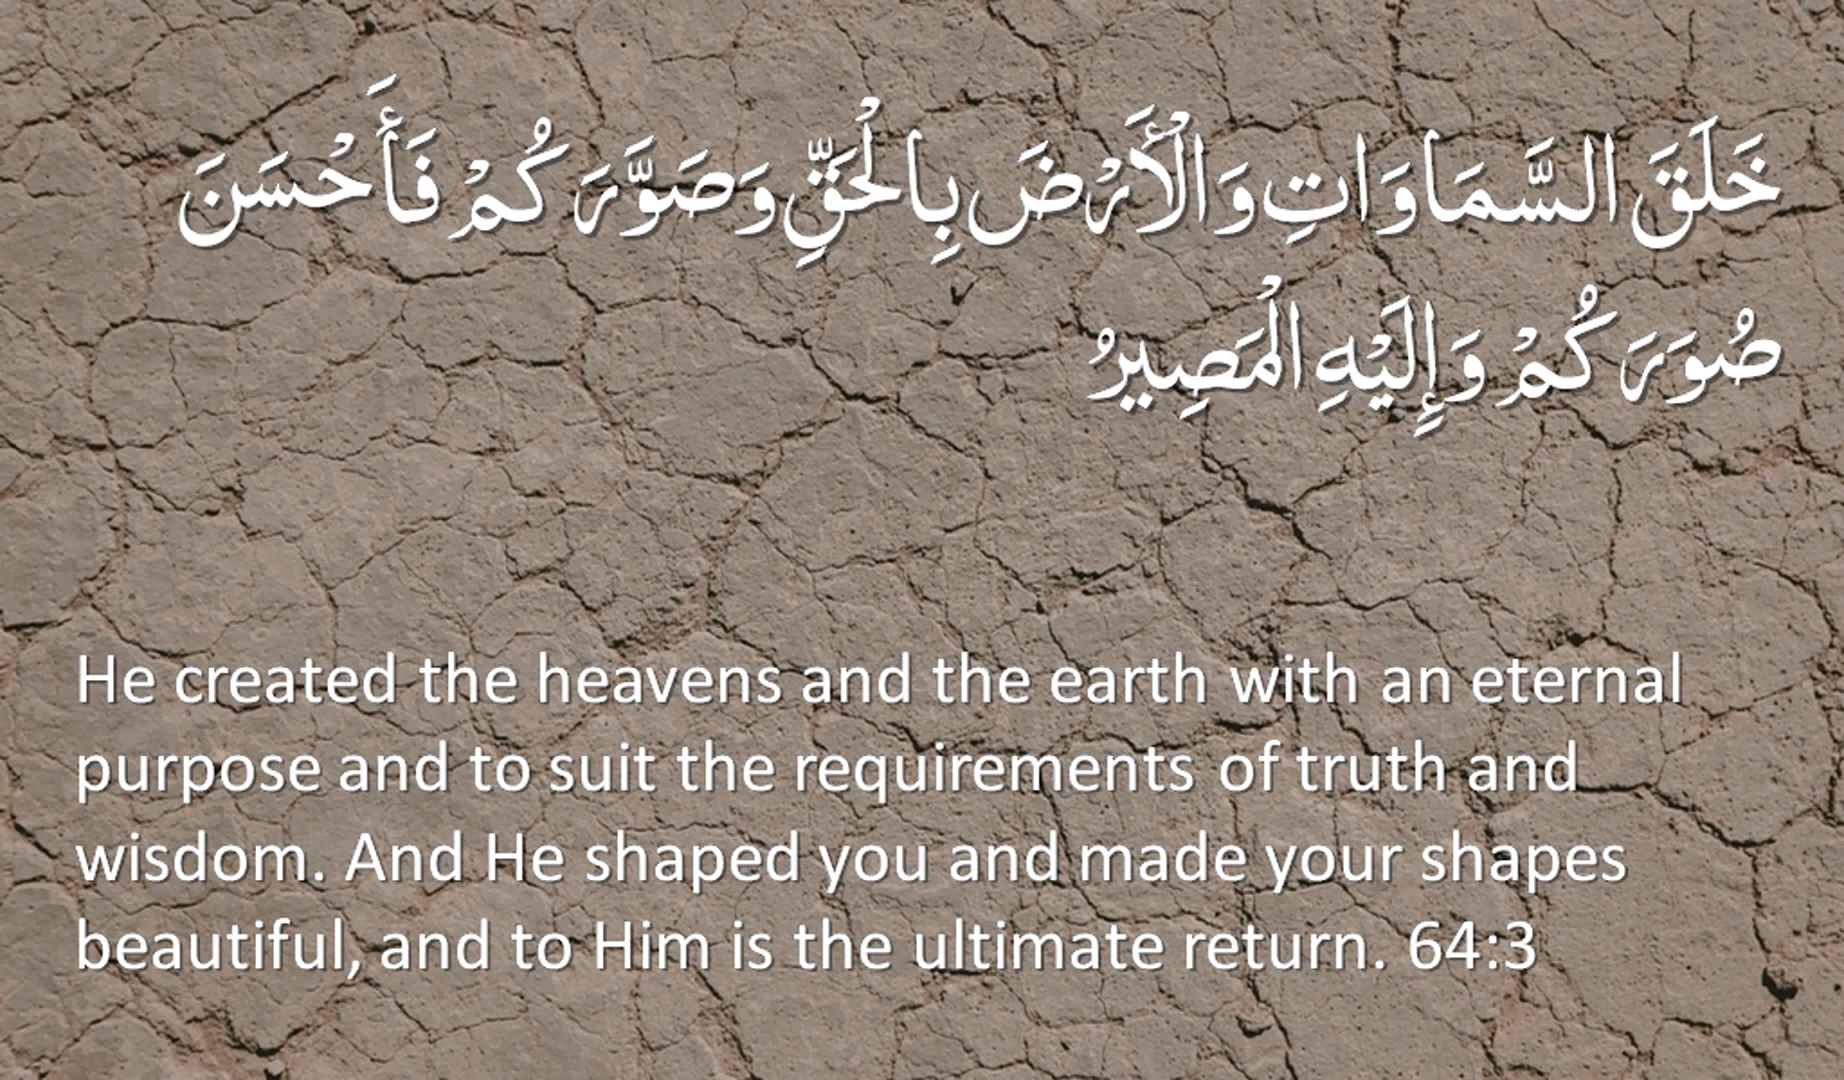 خَلَقَ السَّمَاوَاتِ وَالْأَرْضَ بِالْحَقِّ وَصَوَّرَكُمْ فَأَحْسَنَ
صُوَرَكُمْ وَإِلَيْهِ الْمَصِيرُ
He created the heavens and the earth with an eternal
purpose and to suit the requirements of truth and
wisdom. And He shaped you and made your shapes
beautiful, and to Him is the ultimate return. 64:3